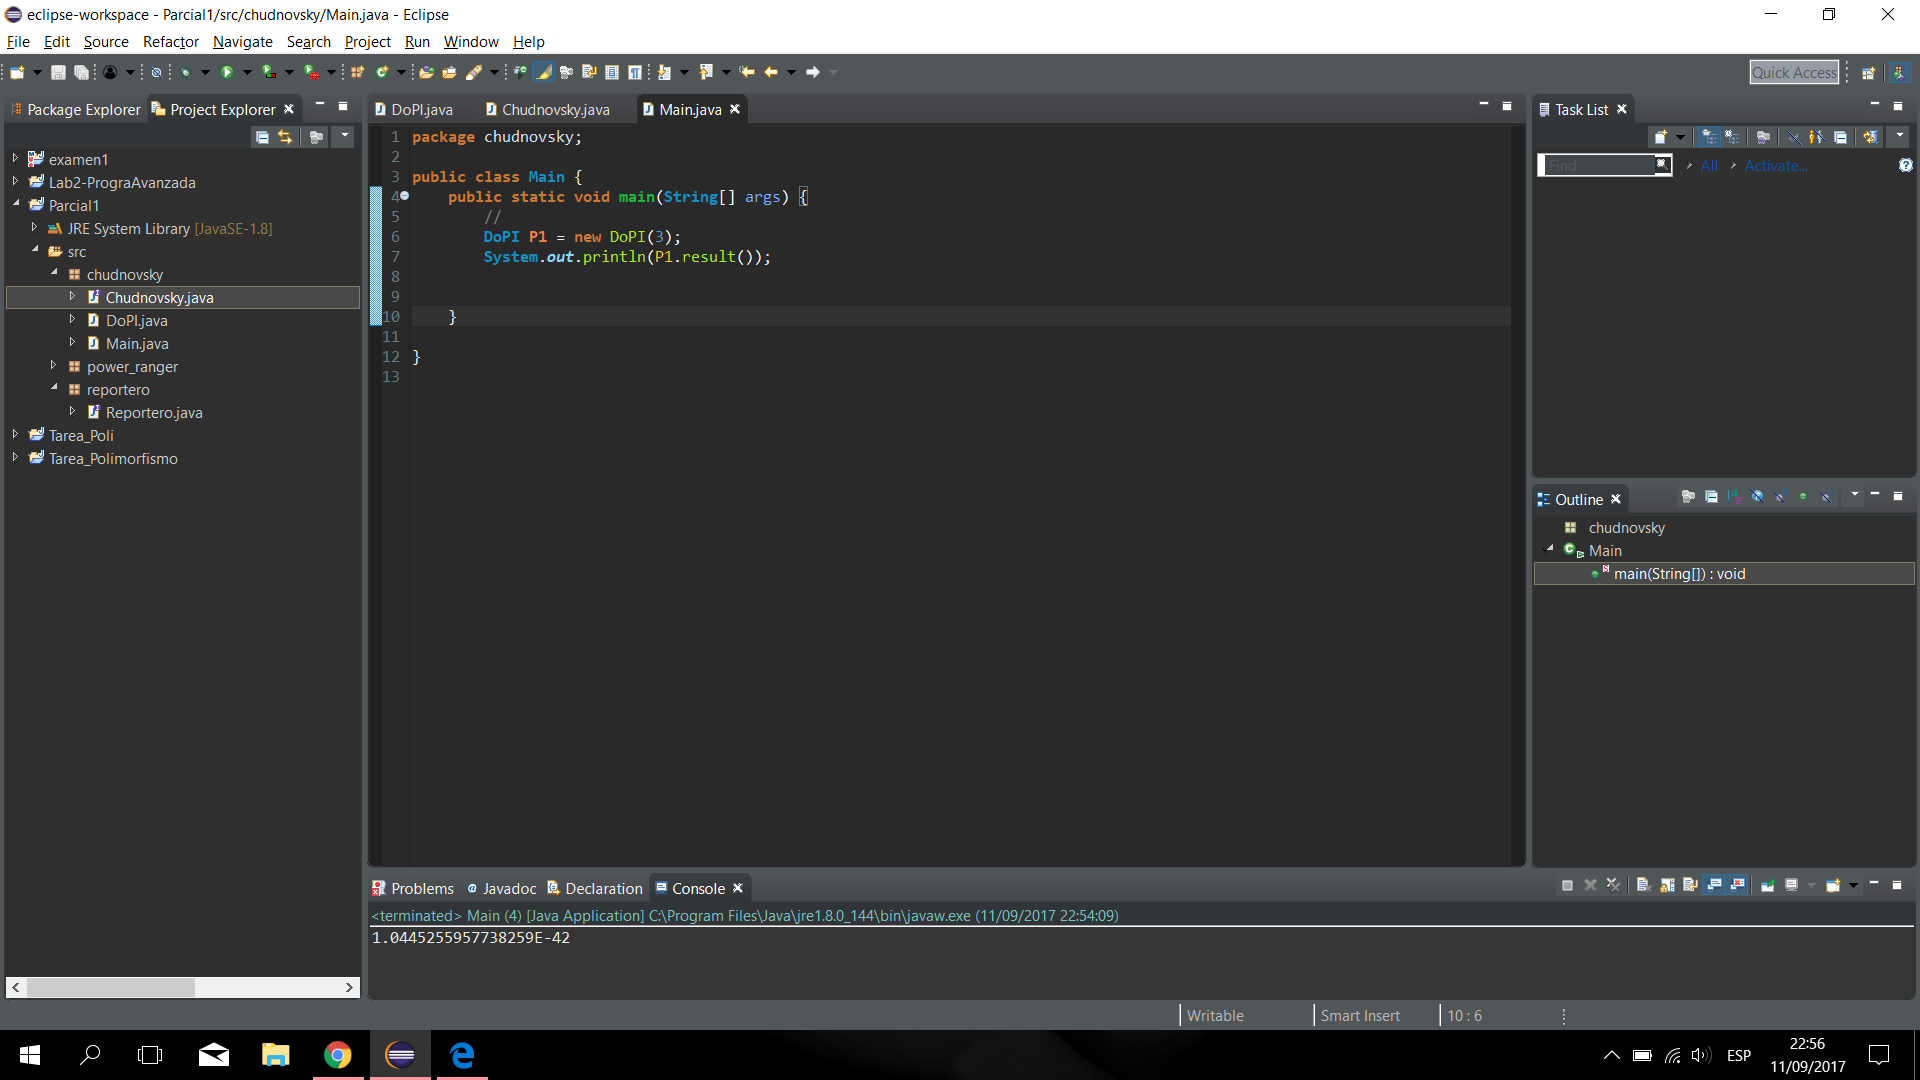 eclipse-workspace - Parcial1/src/chudnovsky/Main.java - Eclipse
File Edit Source Refactor Navigate Search Project Run Window Help
Quick Access
Package Explorer Project Explorer
examen1
Lab2-PrograAvanzada
Parcial1
JRE System Library [JavaSE-1.8]
src
chudnovsky
Chudnovsky.java
DoPI.java
Main.java
power_ranger
reportero
Reportero.java
Tarea_Poli
Tarea_Polimorfismo
DoPI.java Chudnovsky.java Main.java
1 package chudnovsky;
2
3 public class Main {
4 public static void main(String[] args) {
5 //
6 DoPI P1 = new DoPI(3);
7 System.out.println(P1.result());
8
9
10 }
11
12 }
13
Task List
Find All Activate...
Outline
chudnovsky
Main
main(String[]) : void
Problems Javadoc Declaration Console
<terminated> Main (4) [Java Application] C:\Program Files\Java\jre1.8.0_144\bin\javaw.exe (11/09/2017 22:54:09)
1.0445255957738259E-42
Writable Smart Insert 10 : 6
ESP
22:56
11/09/2017